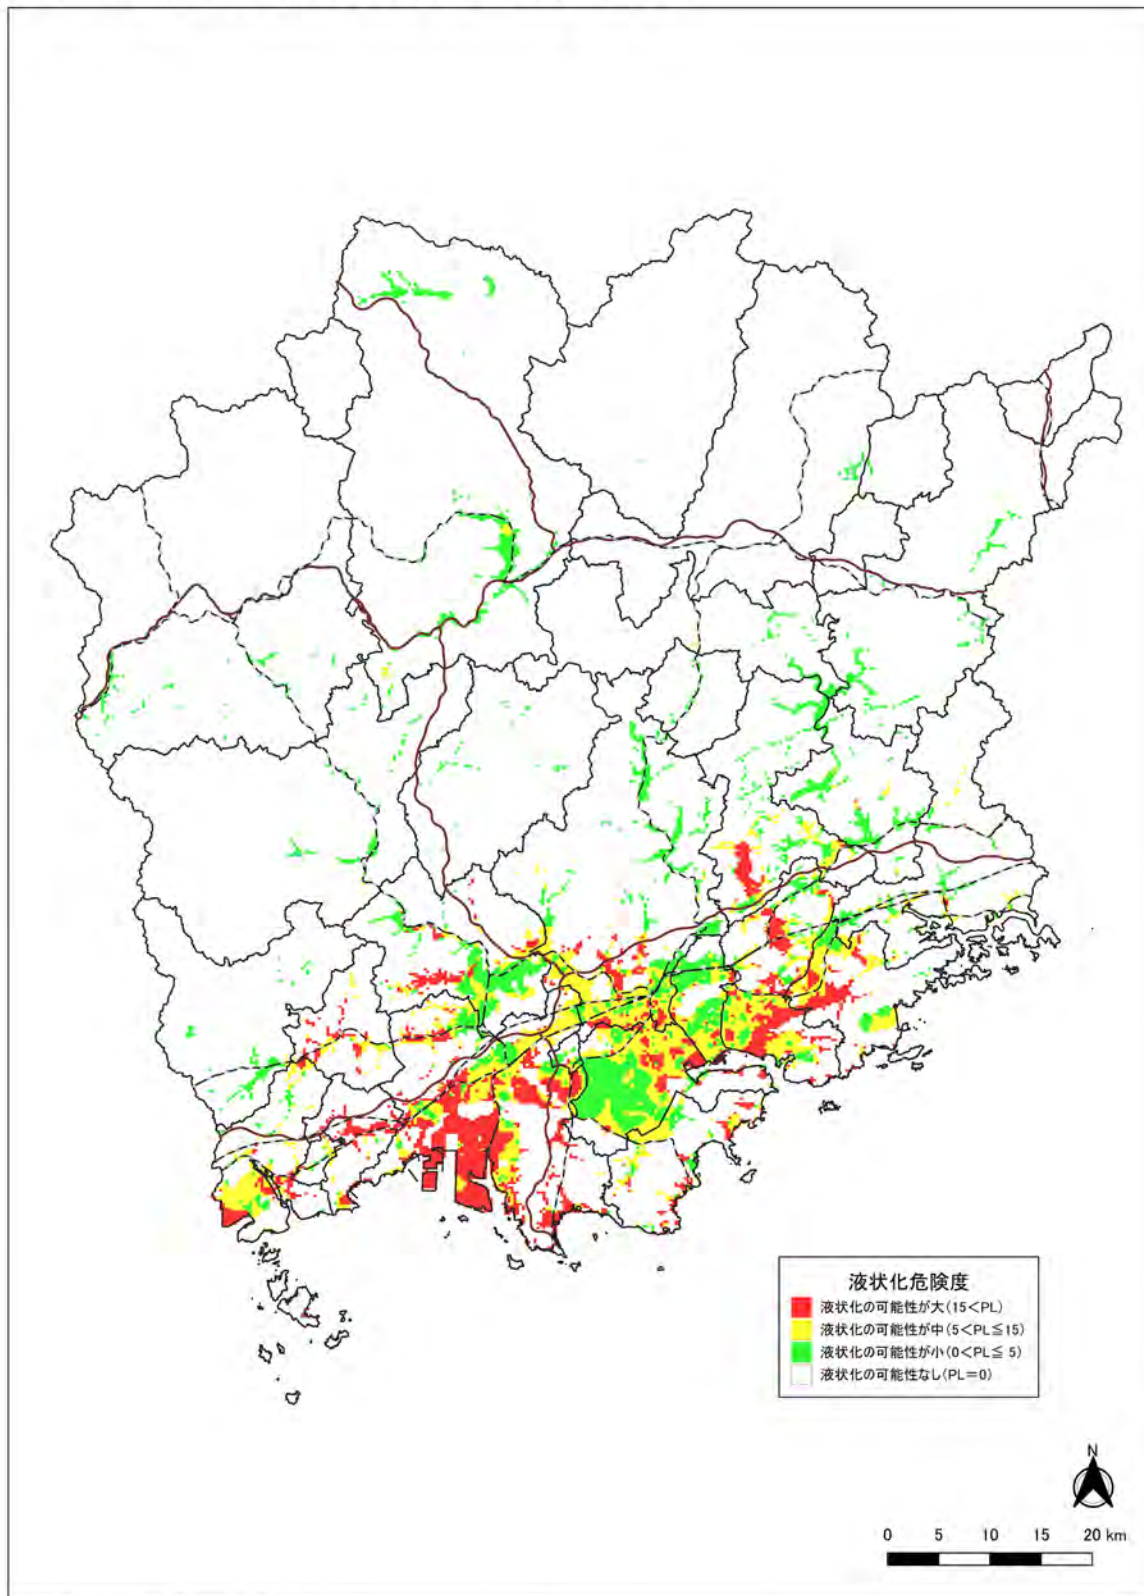 液状化危険度
液状化の可能性が大(15<PL)
液状化の可能性が中(5<PL≦15)
液状化の可能性が小(0<PL≦ 5)
液状化の可能性なし(PL=0)
N
0 5 10 15 20 km